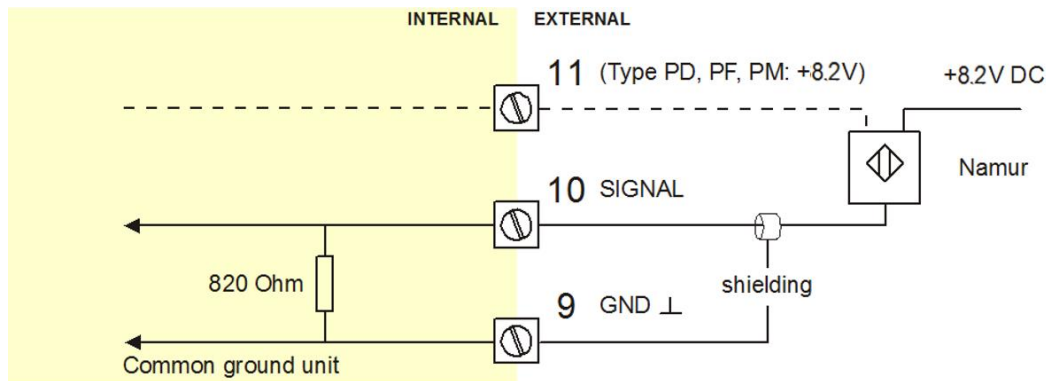 INTERNAL EXTERNAL
11 (Type PD, PF, PM: +8.2V) +8.2V DC
Namur
10 SIGNAL
820 Ohm
shielding
9 GND ⊥
Common ground unit